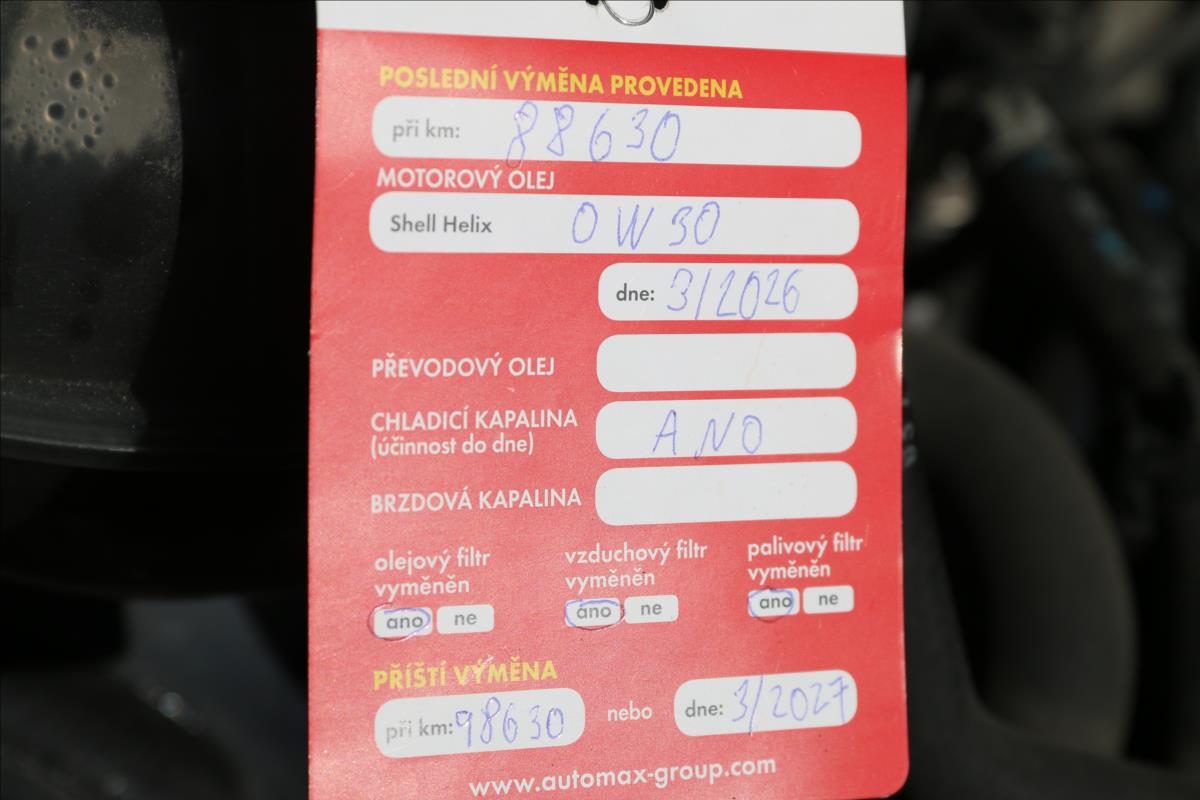 POSLEDNÍ VÝMĚNA PROVEDENA
při km: 88630
MOTOROVÝ OLEJ
Shell Helix 0W30
dne: 3/2026
PŘEVODOVÝ OLEJ
CHLADICÍ KAPALINA ANO
(účinnost do dne)
BRZDOVÁ KAPALINA
olejový filtr vzduchový filtr palivový filtr
vyměněn vyměněn vyměněn
ano ne ano ne ano ne
PŘÍŠTÍ VÝMĚNA
při km: 98630 nebo dne: 3/2027
www.automax-group.com